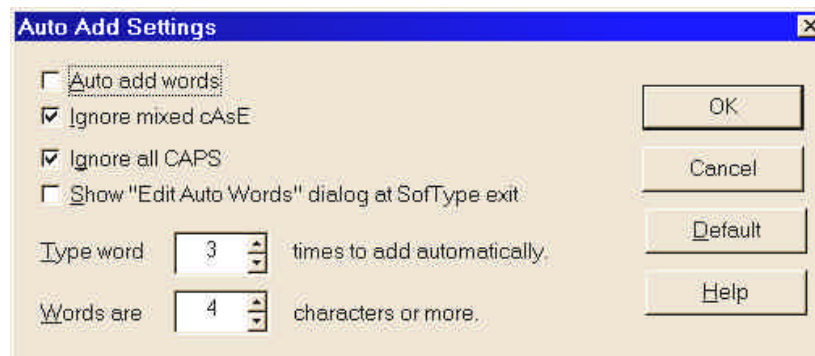 Auto Add Settings
Auto add words
Ignore mixed cAsE
OK
Ignore all CAPS
Cancel
Show "Edit Auto Words" dialog at SofType exit
Default
Type word 3 times to add automatically.
Help
Words are 4 characters or more.